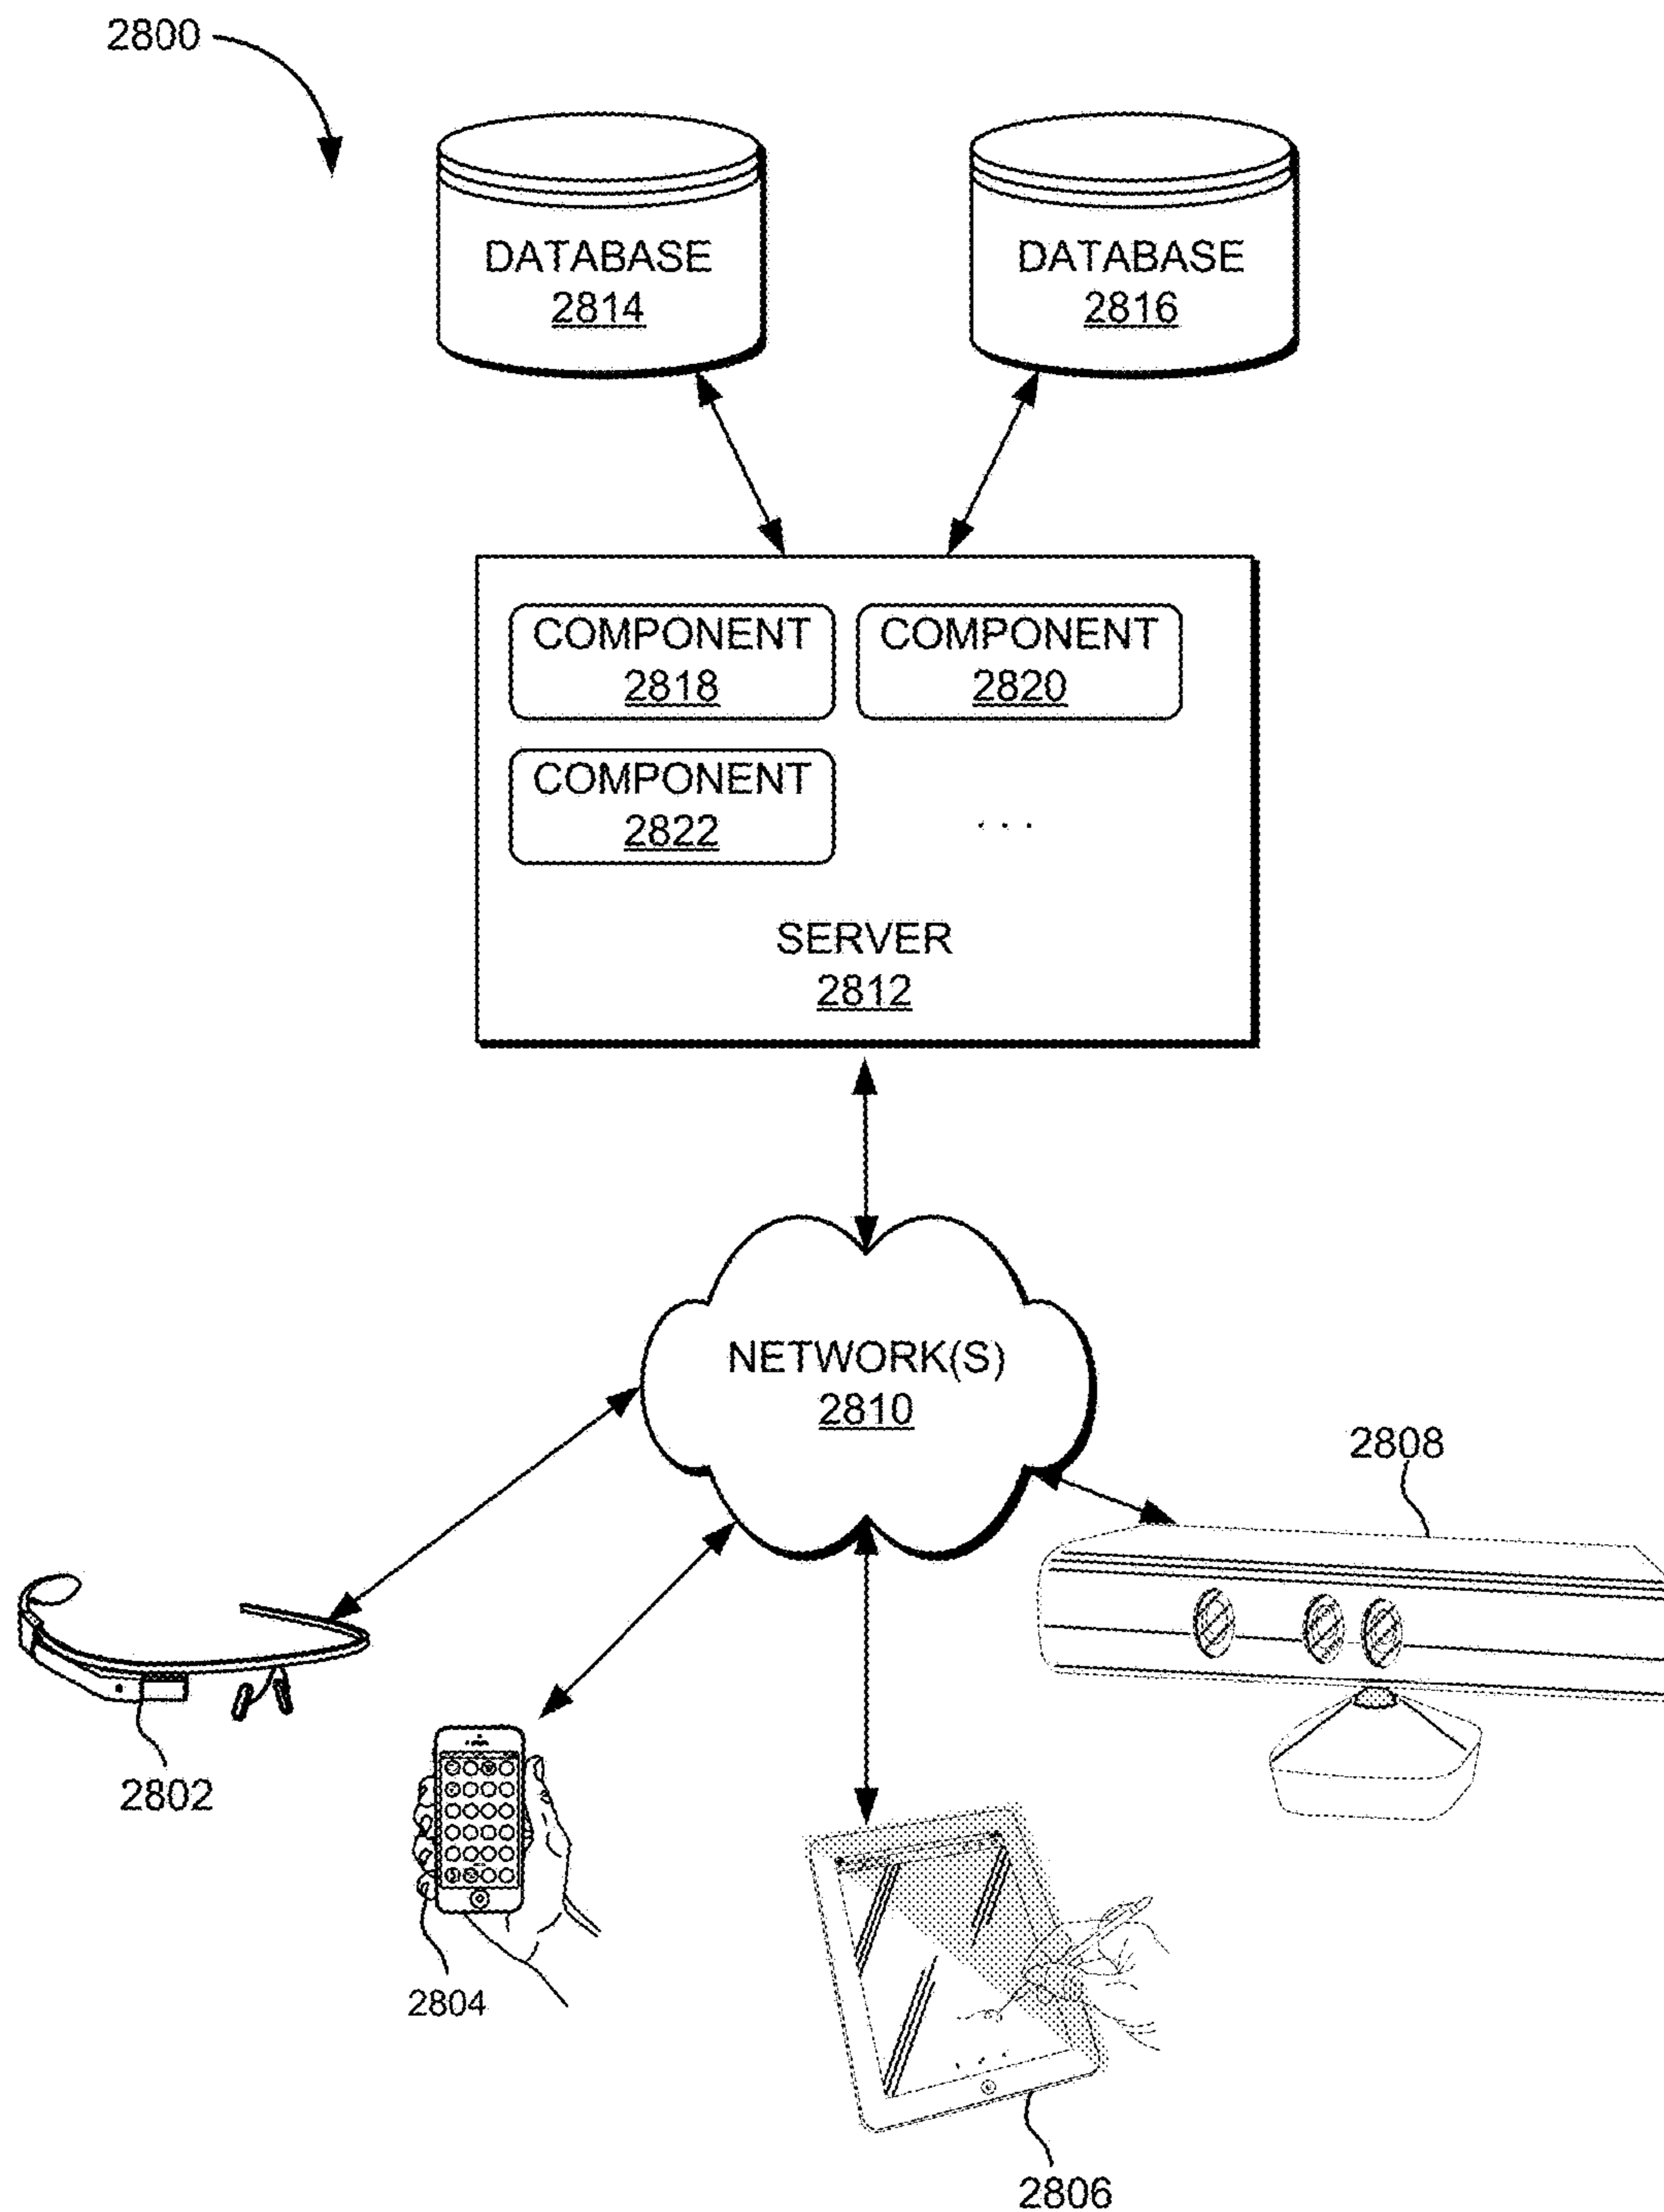 2800
DATABASE
2814
DATABASE
2816
COMPONENT
2818
COMPONENT
2820
COMPONENT
2822
. . .
SERVER
2812
NETWORK(S)
2810
2808
2802
2804
2806